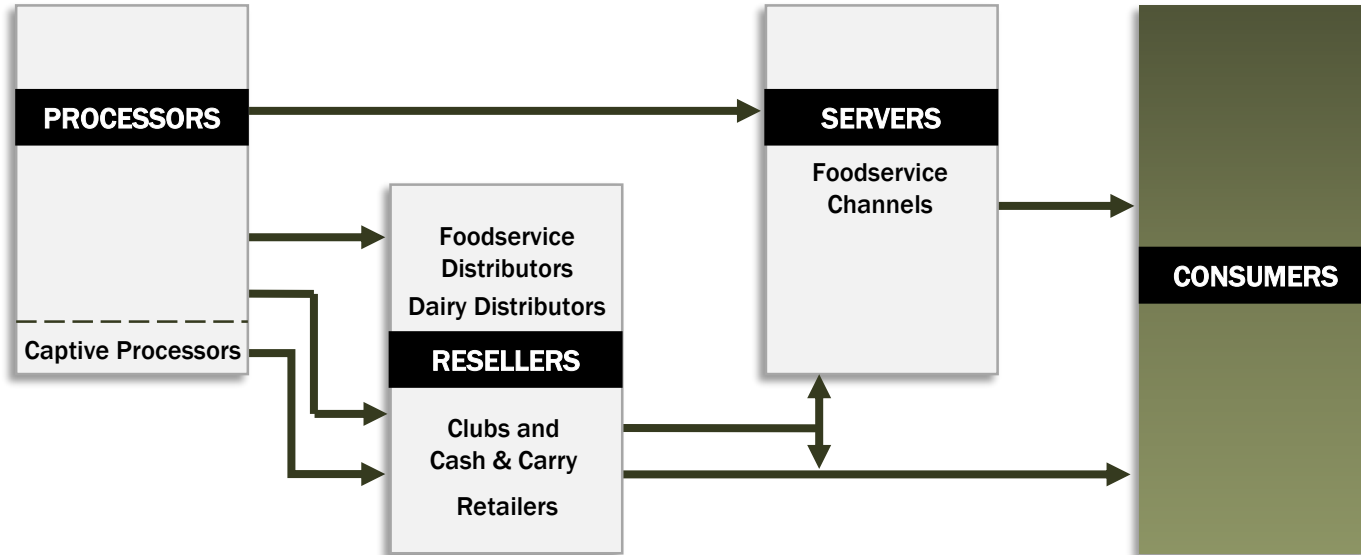 PROCESSORS
Captive Processors
Foodservice
Distributors
Dairy Distributors
RESELLERS
Clubs and
Cash & Carry
Retailers
SERVERS
Foodservice
Channels
CONSUMERS